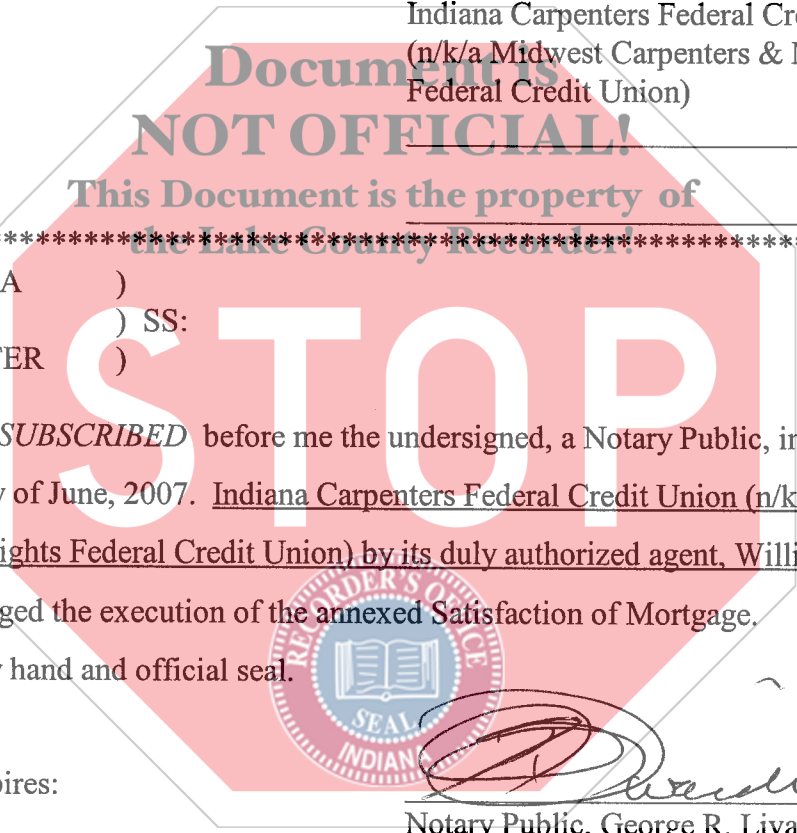 Indiana Carpenters Federal Cre
(n/k/a Midwest Carpenters & M
Federal Credit Union)
Document is
NOT OFFICIAL!
This Document is the property of
the Lake County Recorder!
A )
) SS:
TER )
STOP
SUBSCRIBED before me the undersigned, a Notary Public, in
y of June, 2007. Indiana Carpenters Federal Credit Union (n/k
ights Federal Credit Union) by its duly authorized agent, Willi
ged the execution of the annexed Satisfaction of Mortgage.
y hand and official seal.
RECORDER'S OFFICE
SEAL
INDIANA
pires:
Notary Public, George R. Liva